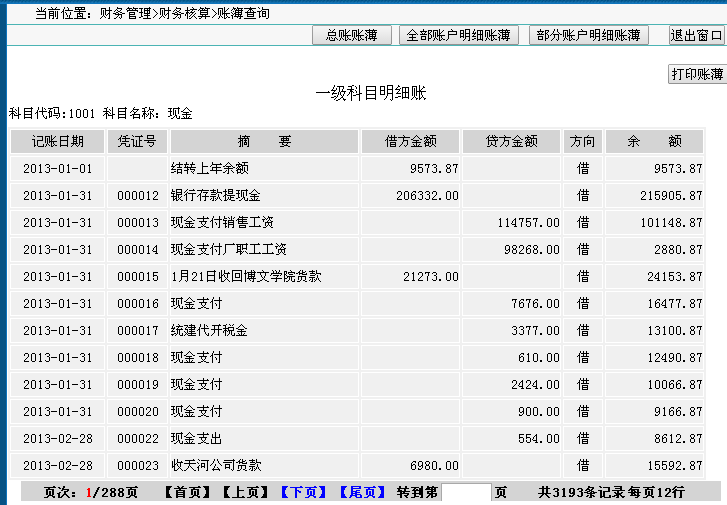 当前位置: 财务管理>财务核算>账簿查询
总账账薄 全部账户明细账薄 部分账户明细账薄 退出窗口
打印账薄
一级科目明细账
科目代码:1001 科目名称: 现金
记账日期 凭证号 摘 要 借方金额 贷方金额 方向 余 额
2013-01-01 结转上年余额 9573.87 借 9573.87
2013-01-31 000012 银行存款提现金 206332.00 借 215905.87
2013-01-31 000013 现金支付销售工资 114757.00 借 101148.87
2013-01-31 000014 现金支付厂职工工资 98268.00 借 2880.87
2013-01-31 000015 1月21日收回博文学院货款 21273.00 借 24153.87
2013-01-31 000016 现金支付 7676.00 借 16477.87
2013-01-31 000017 统建代开税金 3377.00 借 13100.87
2013-01-31 000018 现金支付 610.00 借 12490.87
2013-01-31 000019 现金支付 2424.00 借 10066.87
2013-01-31 000020 现金支付 900.00 借 9166.87
2013-02-28 000022 现金支出 554.00 借 8612.87
2013-02-28 000023 收天河公司货款 6980.00 借 15592.87
页次: 1/288页 【首页】【上页】【下页】【尾页】 转到第 页 共3193条记录 每页12行